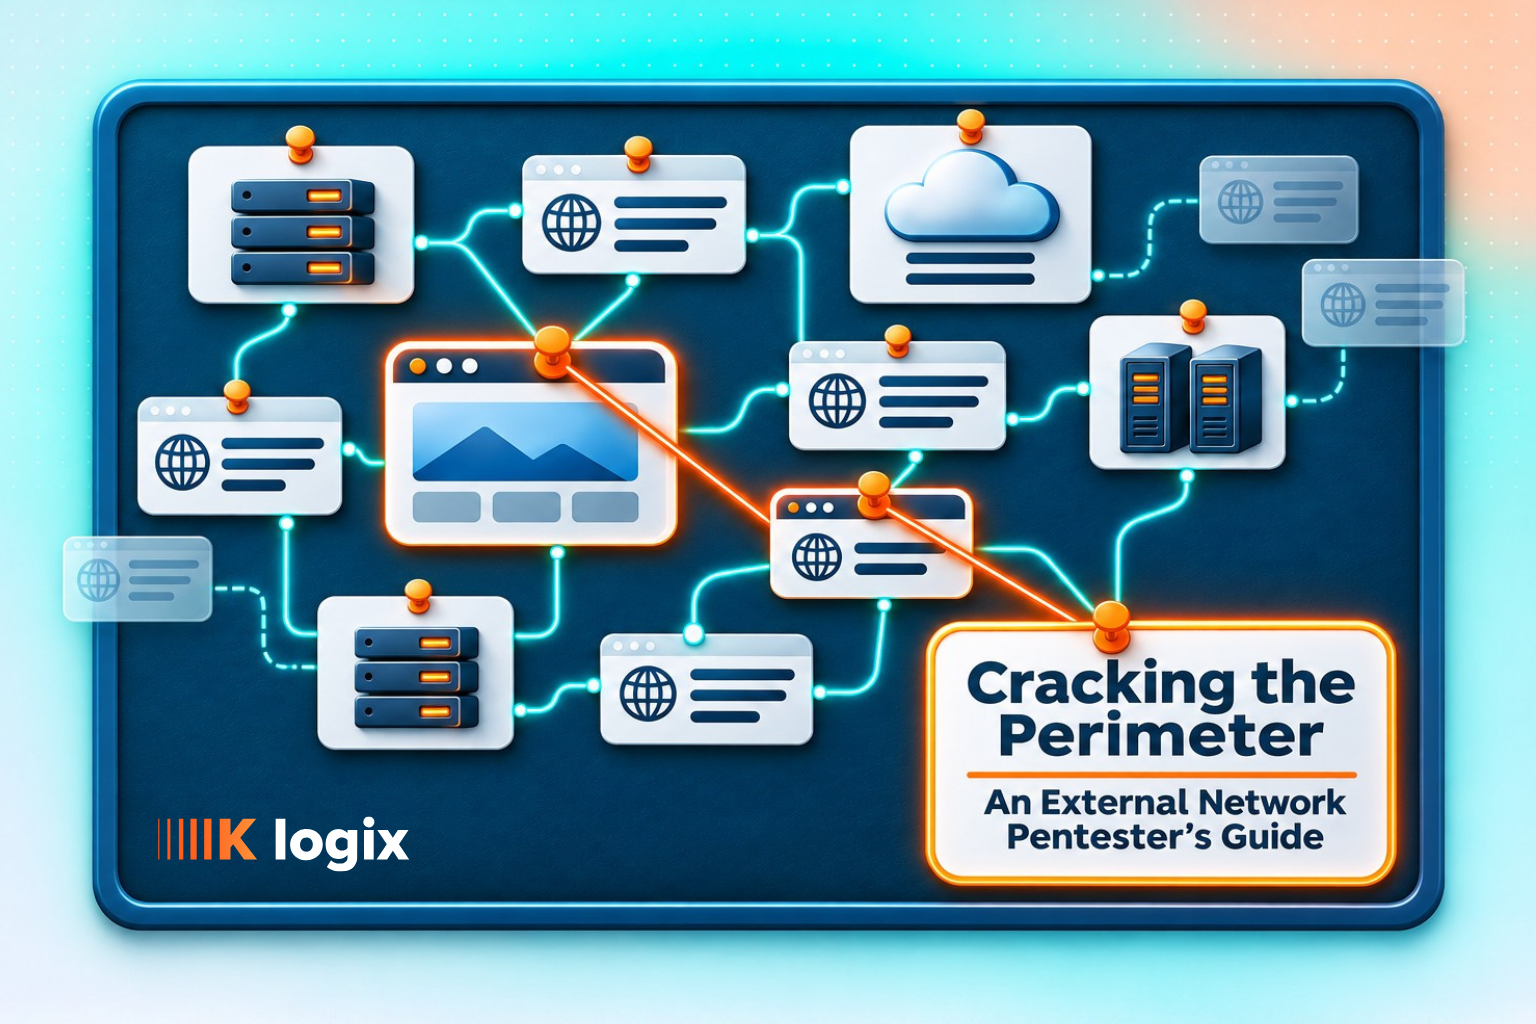 Cracking the
Perimeter
An External Network
Pentester's Guide
K logix